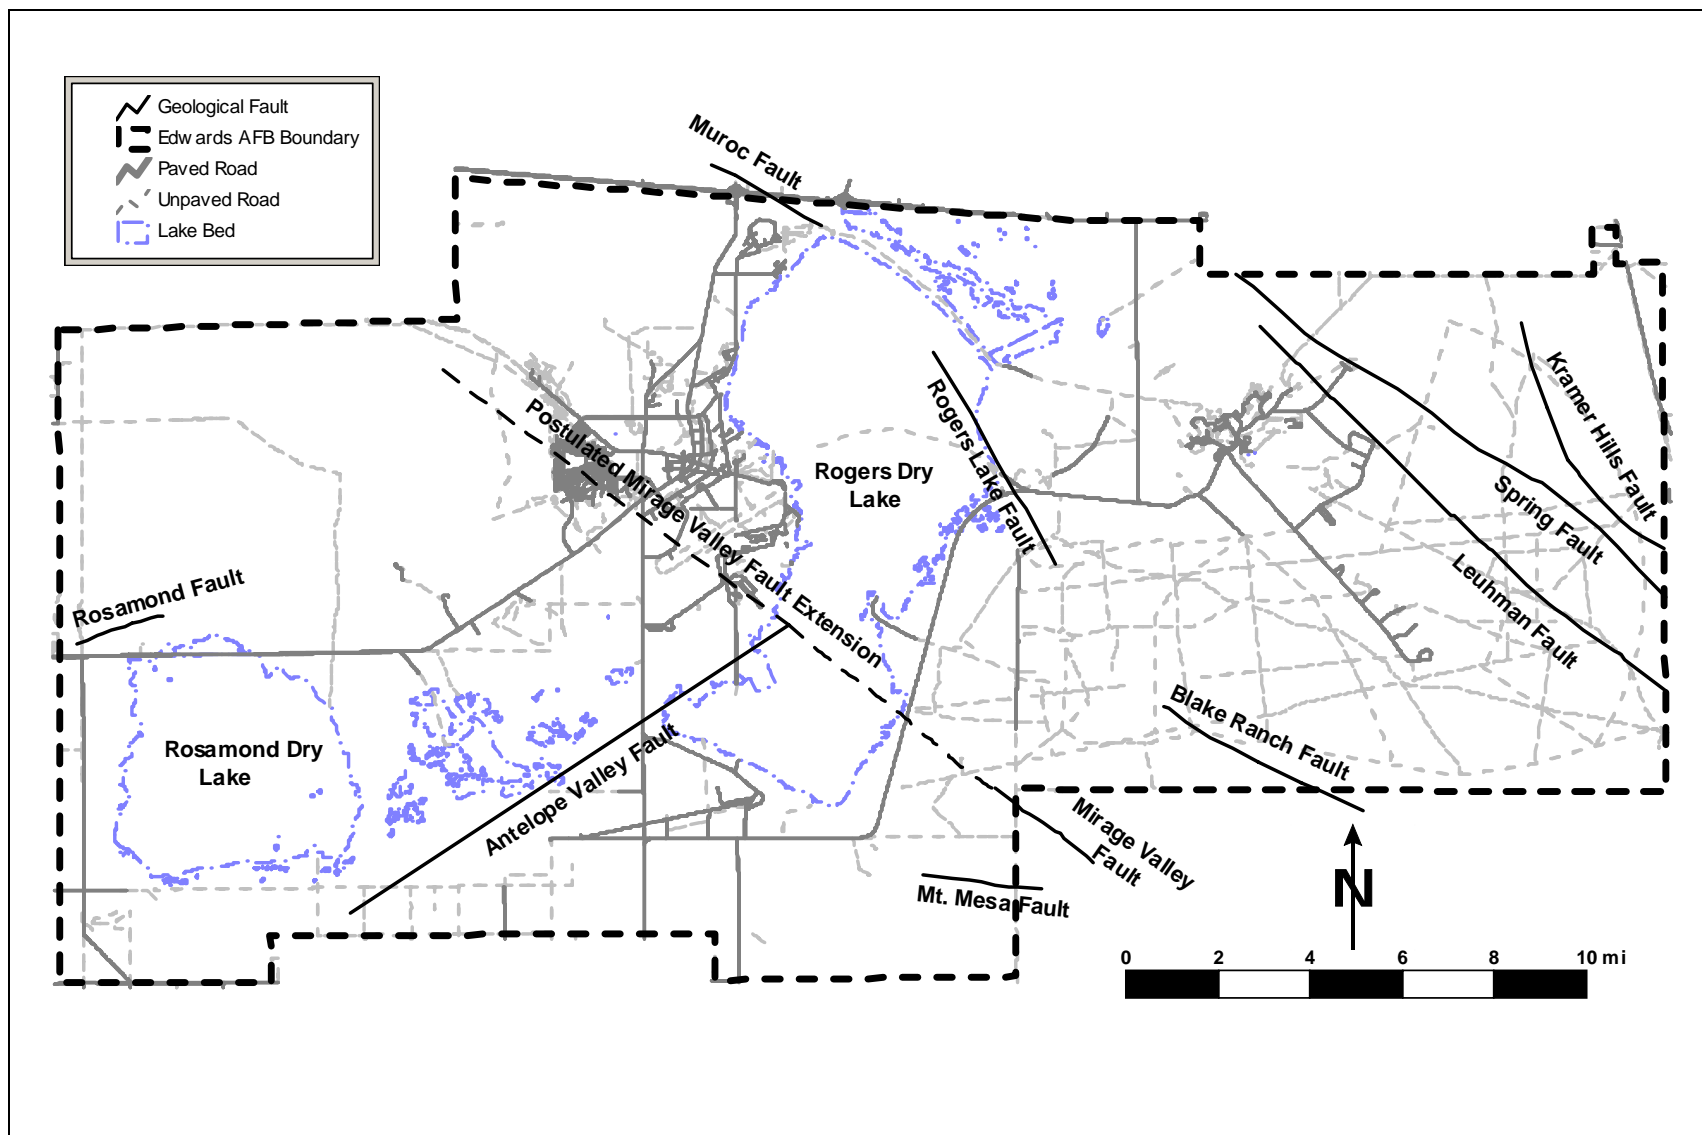 Geological Fault
Edwards AFB Boundary
Paved Road
Unpaved Road
Lake Bed
Muroc Fault
Postulated Mirage Valley Fault Extension
Rogers Dry
Lake
Rogers Lake Fault
Kramer Hills Fault
Spring Fault
Leuhman Fault
Rosamond Fault
Rosamond Dry
Lake
Antelope Valley Fault
Blake Ranch Fault
Mirage Valley
Fault
Mt. Mesa Fault
N
0 2 4 6 8 10 mi